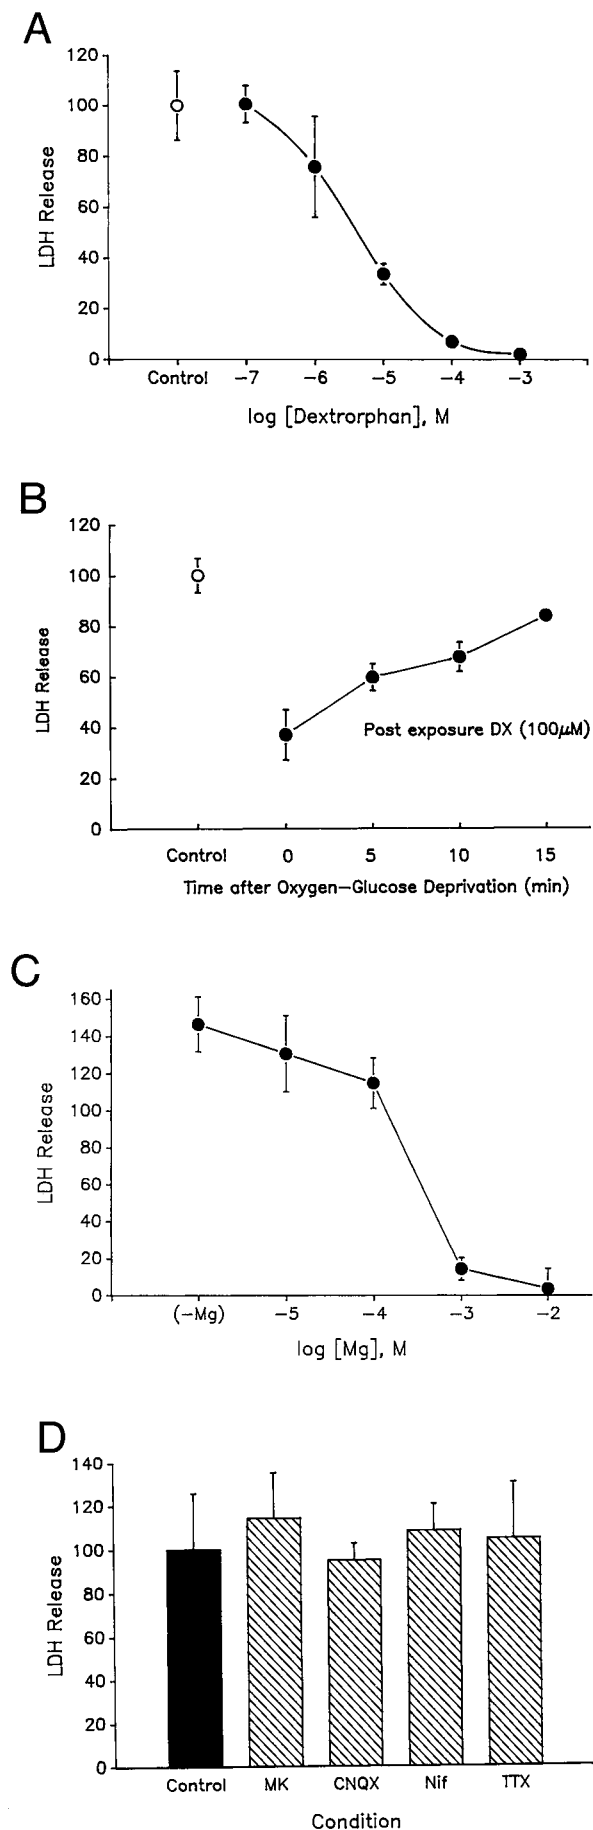 A
120
100
80
60
40
20
0
LDH Release
Control −7 −6 −5 −4 −3
log [Dextrorphan], M
B
120
100
80
60
40
20
0
LDH Release
Post exposure DX (100μM)
Control 0 5 10 15
Time after Oxygen−Glucose Deprivation (min)
C
160
140
120
100
80
60
40
20
0
LDH Release
(−Mg) −5 −4 −3 −2
log [Mg], M
D
140
120
100
80
60
40
20
0
LDH Release
Control MK CNQX Nif TTX
Condition